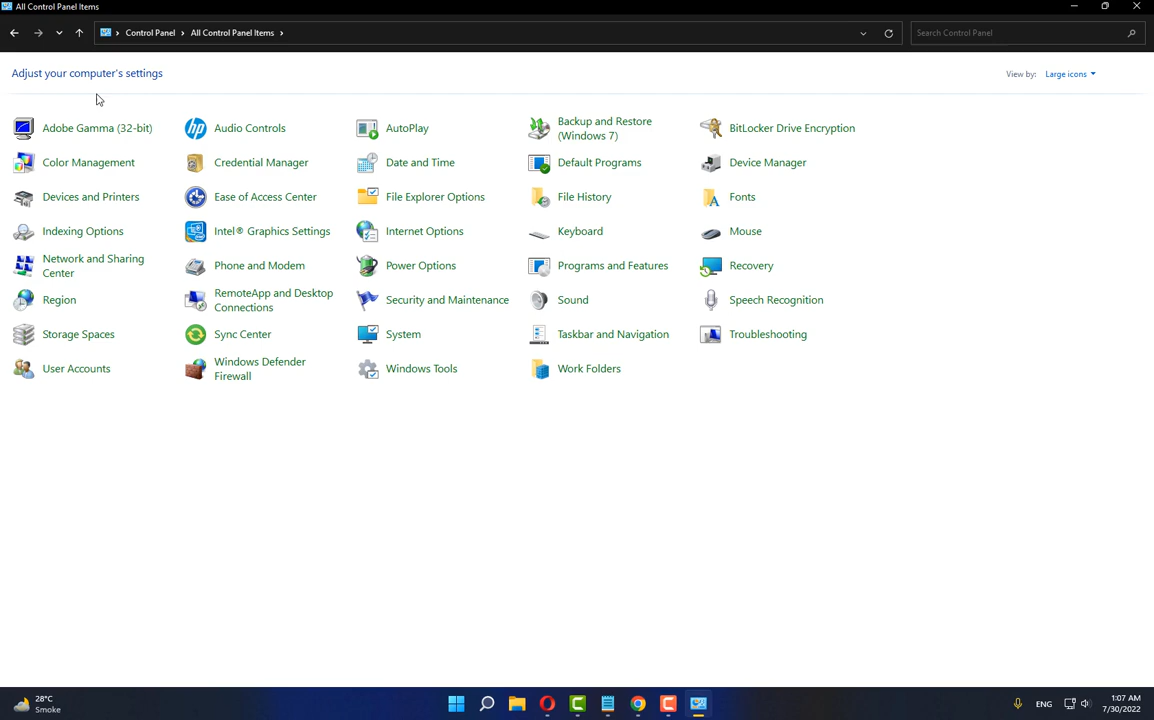 All Control Panel Items
Control Panel › All Control Panel Items ›
Search Control Panel
Adjust your computer's settings
View by: Large icons
Adobe Gamma (32-bit)
Audio Controls
AutoPlay
Backup and Restore
(Windows 7)
BitLocker Drive Encryption
Color Management
Credential Manager
Date and Time
Default Programs
Device Manager
Devices and Printers
Ease of Access Center
File Explorer Options
File History
Fonts
Indexing Options
Intel® Graphics Settings
Internet Options
Keyboard
Mouse
Network and Sharing
Center
Phone and Modem
Power Options
Programs and Features
Recovery
Region
RemoteApp and Desktop
Connections
Security and Maintenance
Sound
Speech Recognition
Storage Spaces
Sync Center
System
Taskbar and Navigation
Troubleshooting
User Accounts
Windows Defender
Firewall
Windows Tools
Work Folders
28°C
Smoke
ENG
1:07 AM
7/30/2022